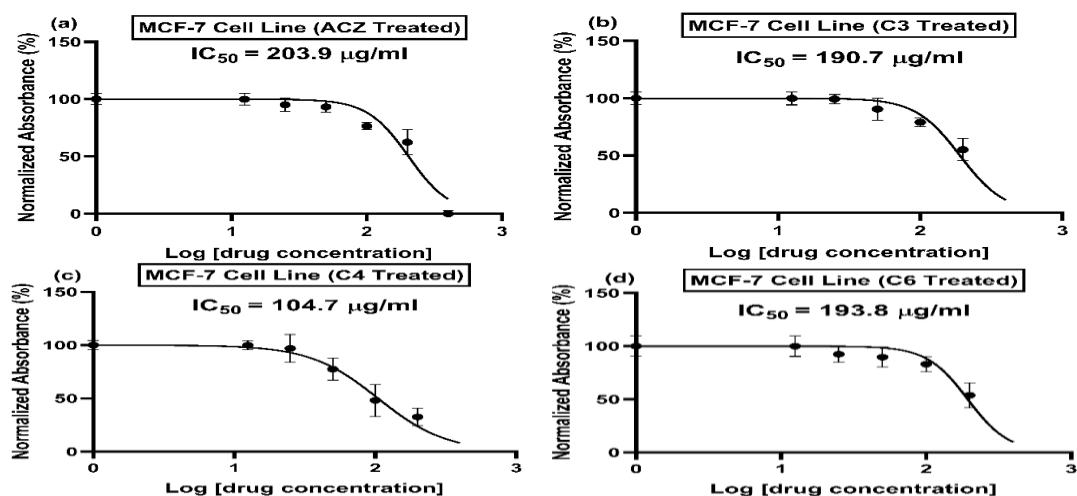 (a)
MCF-7 Cell Line (ACZ Treated)
IC50 = 203.9 μg/ml
Normalized Absorbance (%)
150
100
50
0
0 1 2 3
Log [drug concentration]
(b)
MCF-7 Cell Line (C3 Treated)
IC50 = 190.7 μg/ml
Normalized Absorbance (%)
150
100
50
0
0 1 2 3
Log [drug concentration]
(c)
MCF-7 Cell Line (C4 Treated)
IC50 = 104.7 μg/ml
Normalized Absorbance (%)
150
100
50
0
0 1 2 3
Log [drug concentration]
(d)
MCF-7 Cell Line (C6 Treated)
IC50 = 193.8 μg/ml
Normalized Absorbance (%)
150
100
50
0
0 1 2 3
Log [drug concentration]